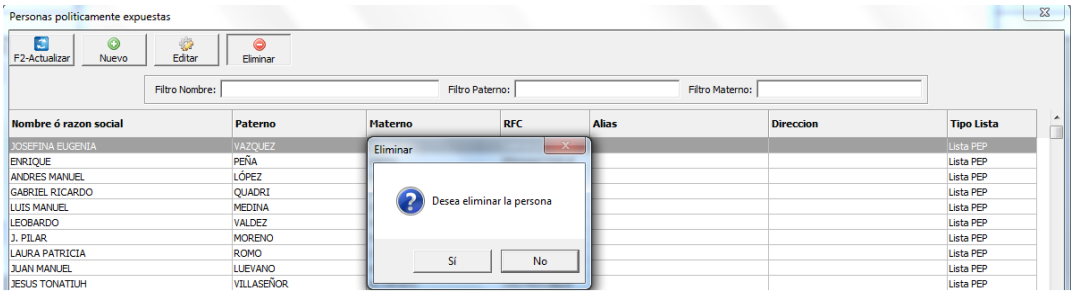 Personas politicamente expuestas
F2-Actualizar Nuevo Editar Eliminar
Filtro Nombre: Filtro Paterno: Filtro Materno:
Nombre ó razon social Paterno Materno RFC Alias Direccion Tipo Lista
JOSEFINA EUGENIA VAZQUEZ Lista PEP
ENRIQUE PEÑA Lista PEP
ANDRES MANUEL LÓPEZ Lista PEP
GABRIEL RICARDO QUADRI Lista PEP
LUIS MANUEL MEDINA Lista PEP
LEOBARDO VALDEZ Lista PEP
J. PILAR MORENO Lista PEP
LAURA PATRICIA ROMO Lista PEP
JUAN MANUEL LUEVANO Lista PEP
JESUS TONATIUH VILLASEÑOR Lista PEP
Eliminar
Desea eliminar la persona
Sí No